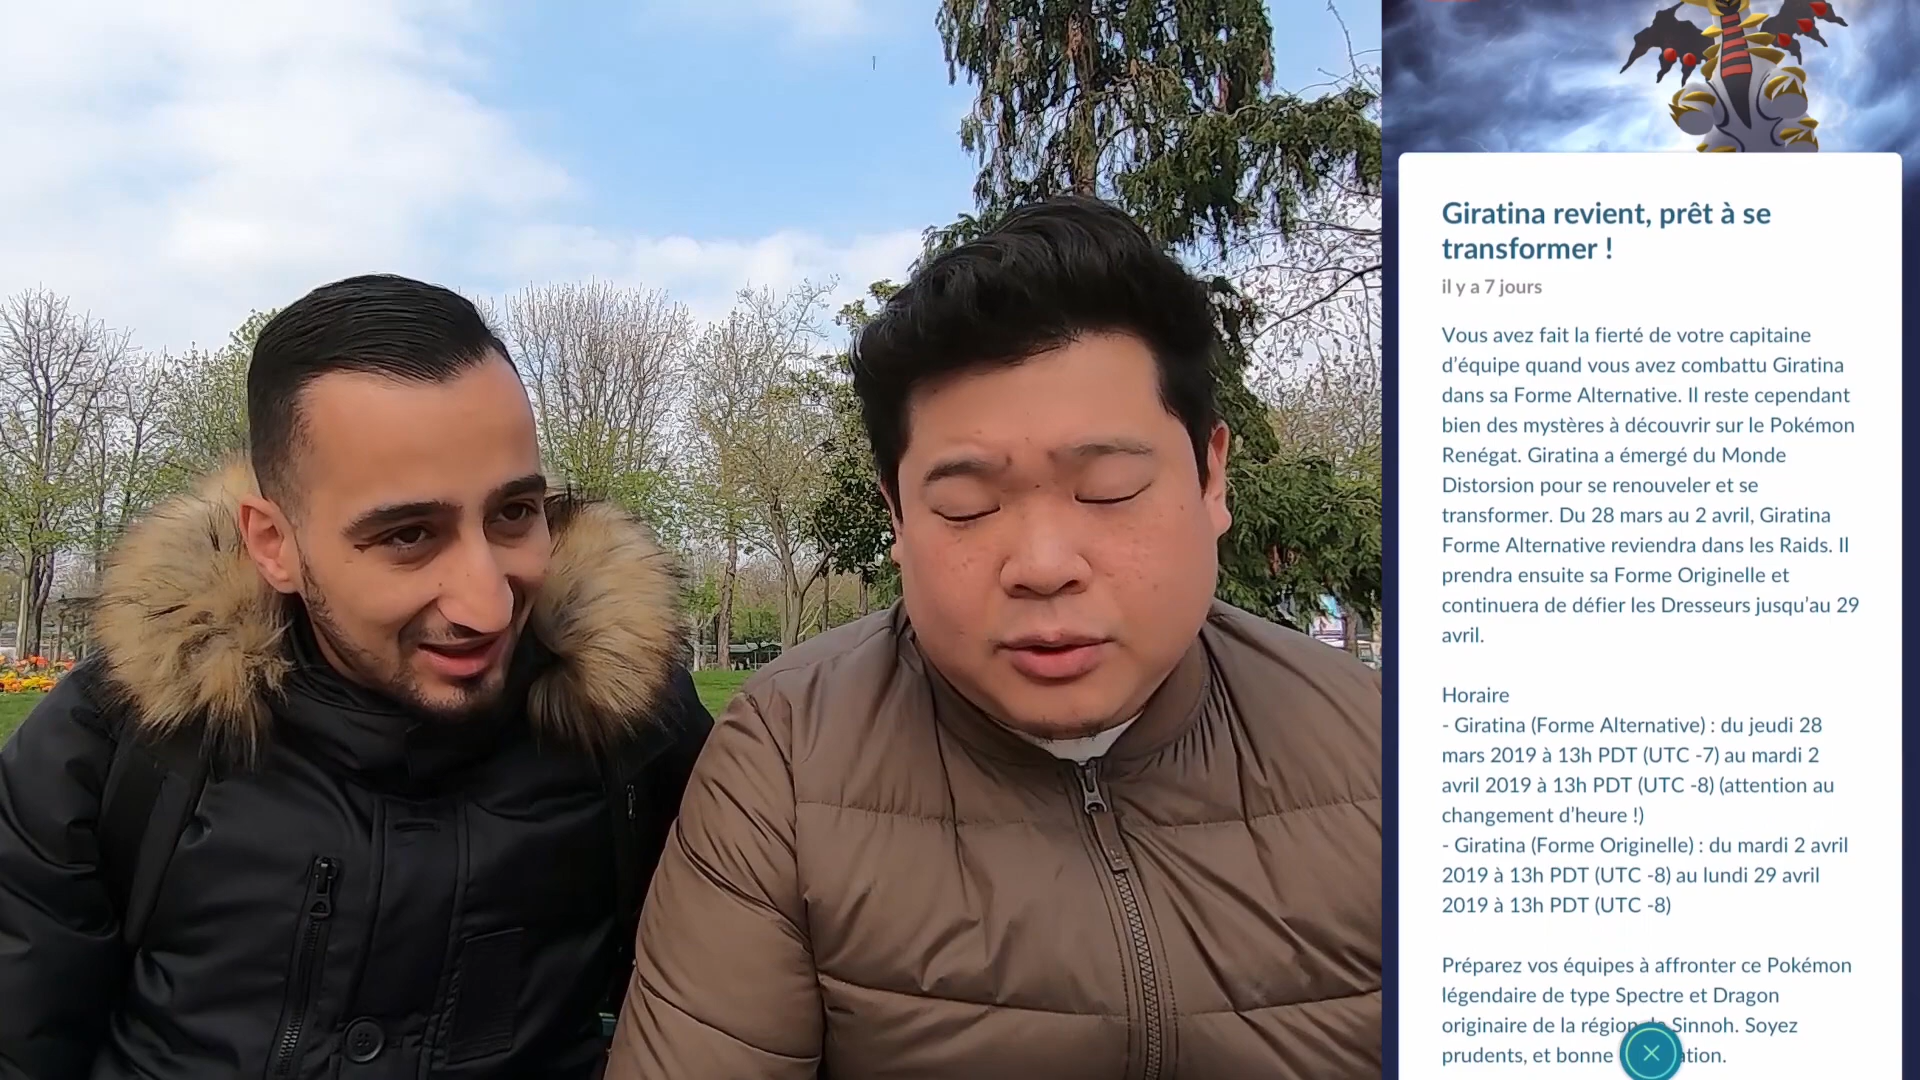 Giratina revient, prêt à se
transformer !
il y a 7 jours
Vous avez fait la fierté de votre capitaine
d'équipe quand vous avez combattu Giratina
dans sa Forme Alternative. Il reste cependant
bien des mystères à découvrir sur le Pokémon
Renégat. Giratina a émergé du Monde
Distorsion pour se renouveler et se
transformer. Du 28 mars au 2 avril, Giratina
Forme Alternative reviendra dans les Raids. Il
prendra ensuite sa Forme Originelle et
continuera de défier les Dresseurs jusqu'au 29
avril.
Horaire
- Giratina (Forme Alternative) : du jeudi 28
mars 2019 à 13h PDT (UTC -7) au mardi 2
avril 2019 à 13h PDT (UTC -8) (attention au
changement d'heure !)
- Giratina (Forme Originelle) : du mardi 2 avril
2019 à 13h PDT (UTC -8) au lundi 29 avril
2019 à 13h PDT (UTC -8)
Préparez vos équipes à affronter ce Pokémon
légendaire de type Spectre et Dragon
originaire de la région Sinnoh. Soyez
prudents, et bonne